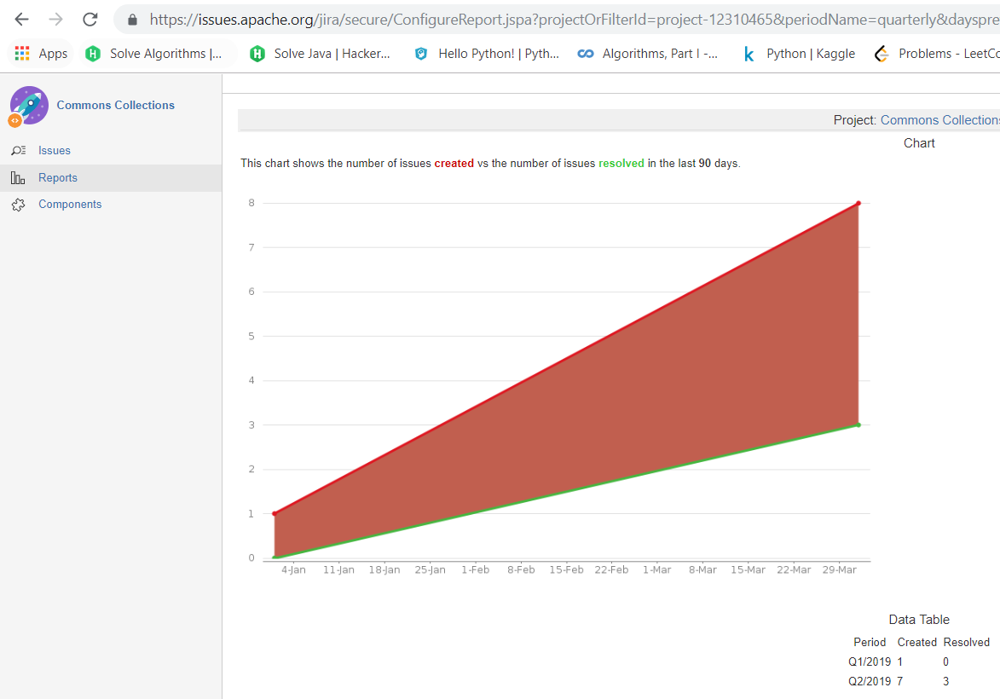 https://issues.apache.org/jira/secure/ConfigureReport.jspa?projectOrFilterId=project-12310465&periodName=quarterly&dayspre
Apps Solve Algorithms |... Solve Java | Hacker... Hello Python! | Pyth... Algorithms, Part I -... Python | Kaggle Problems - LeetCo
Commons Collections
Issues
Reports
Components
Project: Commons Collections
Chart
This chart shows the number of issues created vs the number of issues resolved in the last 90 days.
8
7
6
5
4
3
2
1
0
4-Jan 11-Jan 18-Jan 25-Jan 1-Feb 8-Feb 15-Feb 22-Feb 1-Mar 8-Mar 15-Mar 22-Mar 29-Mar
Data Table
Period Created Resolved
Q1/2019 1 0
Q2/2019 7 3